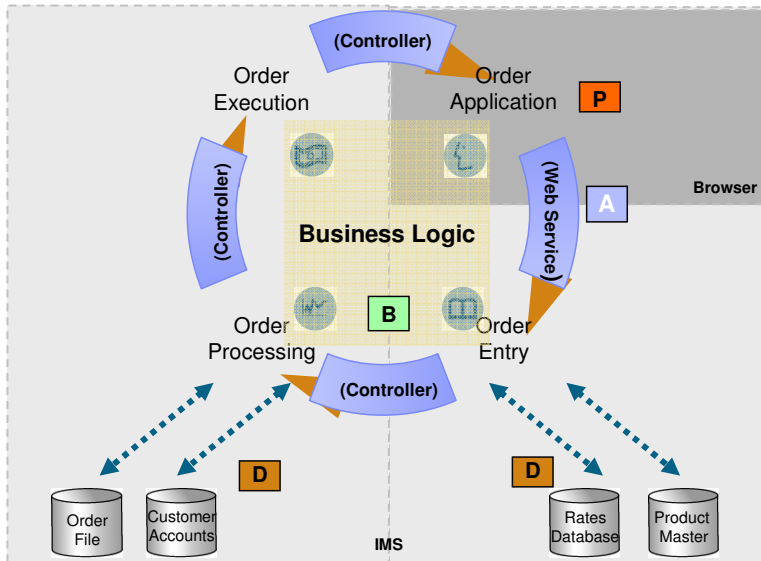 (Controller)
Order
Execution
Order
Application
P
Browser
(Controller)
(Web Service)
A
Business Logic
B
Order
Processing
Order
Entry
(Controller)
D
D
Order
File
Customer
Accounts
IMS
Rates
Database
Product
Master